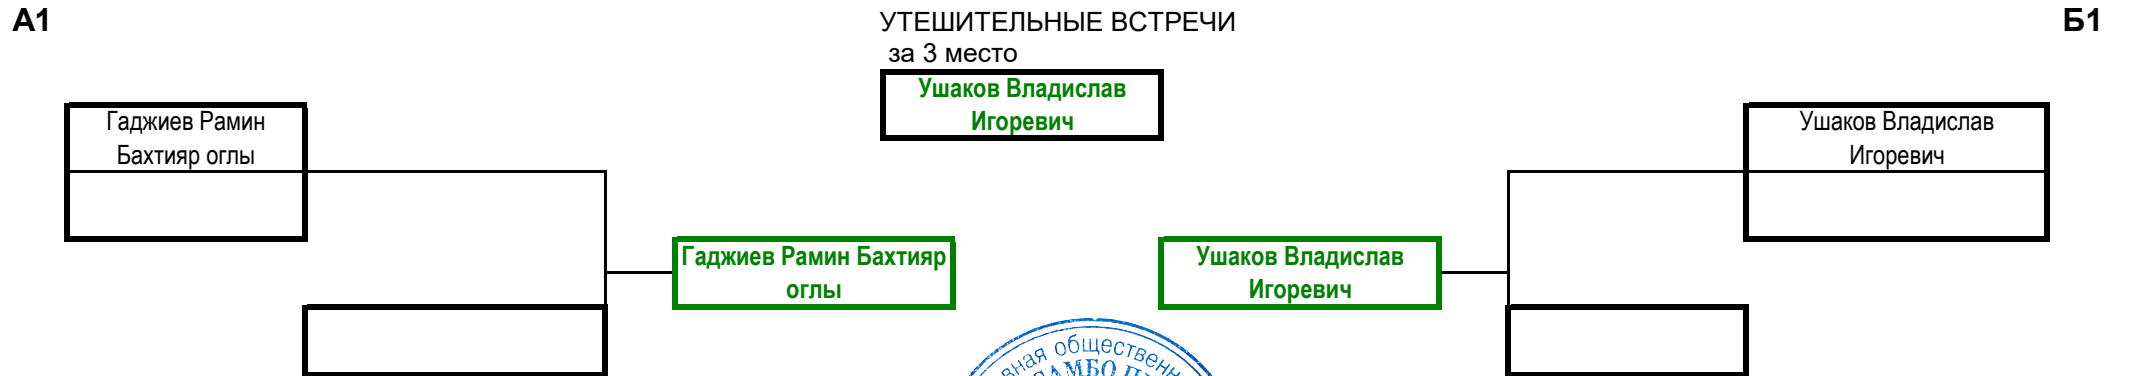 А1
УТЕШИТЕЛЬНЫЕ ВСТРЕЧИ
Б1
за 3 место
Ушаков Владислав
Игоревич
Гаджиев Рамин
Бахтияр оглы
Ушаков Владислав
Игоревич
Гаджиев Рамин Бахтияр
оглы
Ушаков Владислав
Игоревич